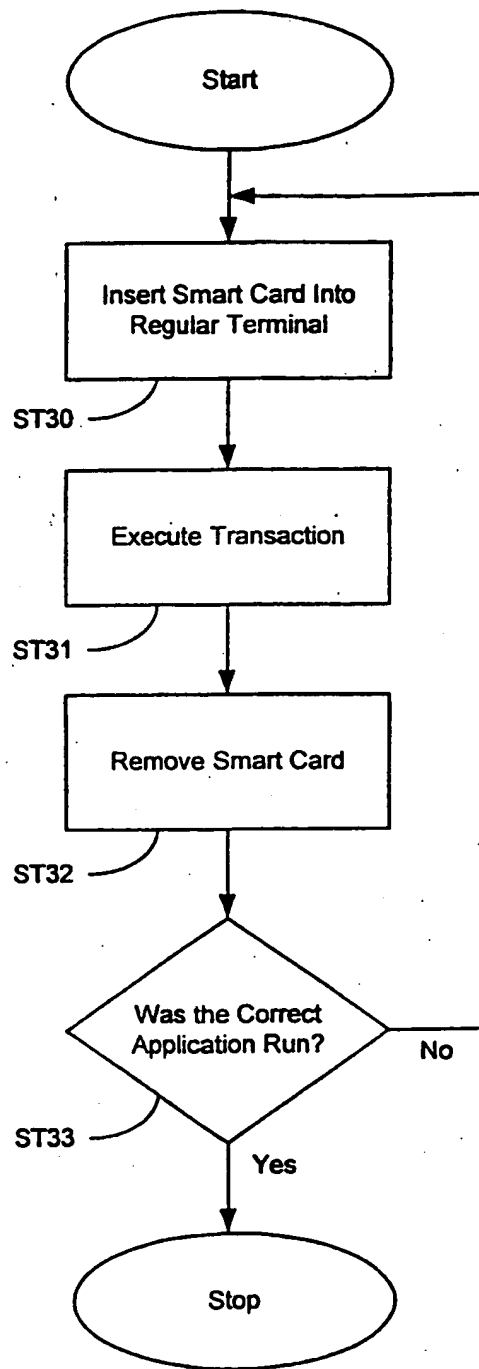 Start
Insert Smart Card Into
Regular Terminal
ST30
Execute Transaction
ST31
Remove Smart Card
ST32
Was the Correct
Application Run?
No
ST33
Yes
Stop